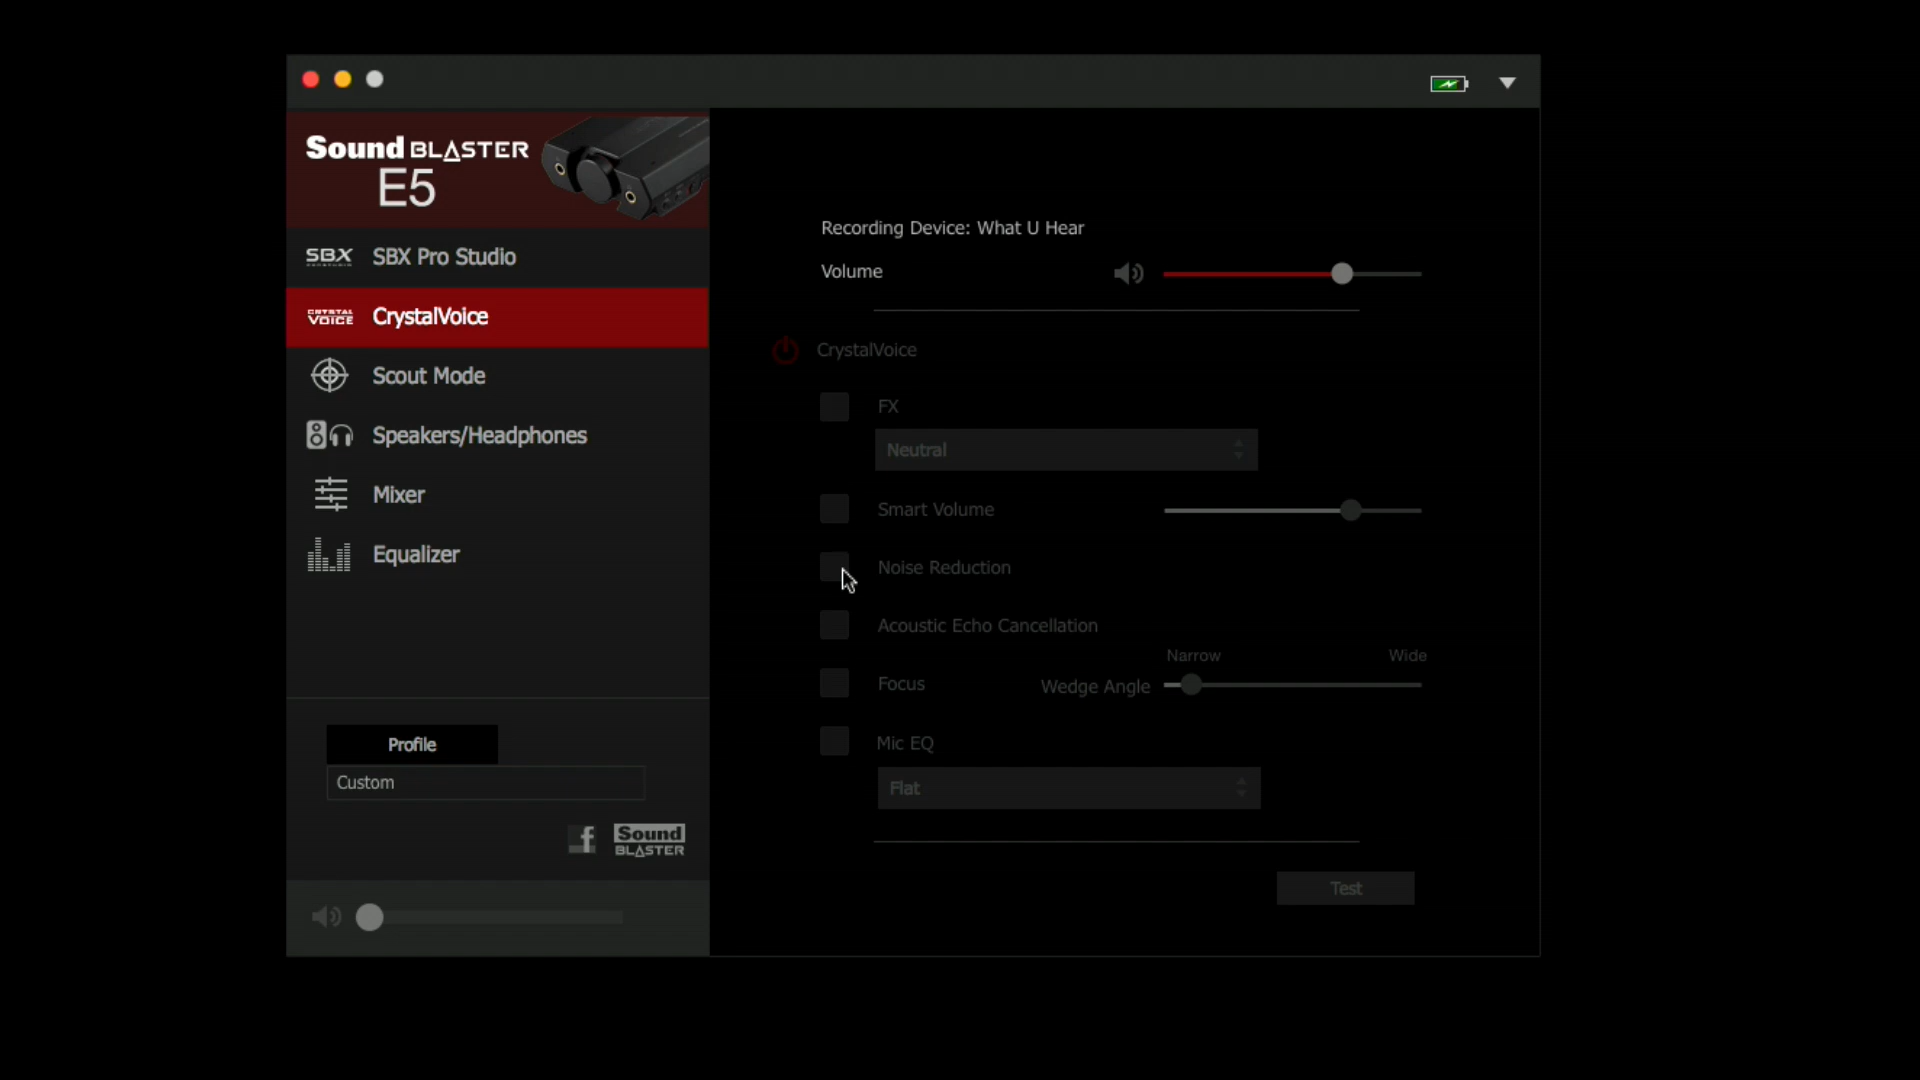 Sound BLASTER
E5
SBX SBX Pro Studio
CRYSTAL VOICE CrystalVoice
Scout Mode
Speakers/Headphones
Mixer
Equalizer
Profile
Custom
f Sound BLASTER
Recording Device: What U Hear
Volume
CrystalVoice
FX
Neutral
Smart Volume
Noise Reduction
Acoustic Echo Cancellation
Narrow Wide
Focus Wedge Angle
Mic EQ
Flat
Test